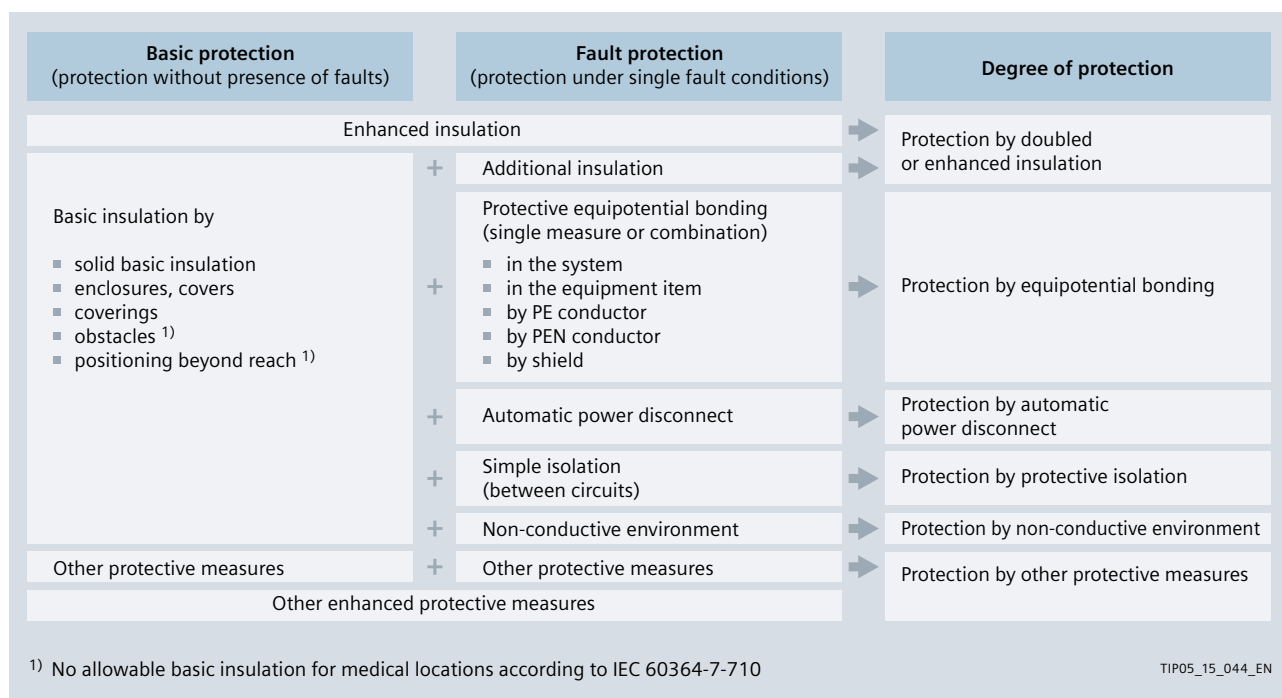 Basic protection
(protection without presence of faults)
Fault protection
(protection under single fault conditions)
Degree of protection
Enhanced insulation
Protection by doubled
or enhanced insulation
+
Additional insulation
Basic insulation by
■ solid basic insulation
■ enclosures, covers
■ coverings
■ obstacles 1)
■ positioning beyond reach 1)
+
Protective equipotential bonding
(single measure or combination)
■ in the system
■ in the equipment item
■ by PE conductor
■ by PEN conductor
■ by shield
Protection by equipotential bonding
+
Automatic power disconnect
Protection by automatic
power disconnect
+
Simple isolation
(between circuits)
Protection by protective isolation
+
Non-conductive environment
Protection by non-conductive environment
Other protective measures
+
Other protective measures
Protection by other protective measures
Other enhanced protective measures
1) No allowable basic insulation for medical locations according to IEC 60364-7-710
TIP05_15_044_EN